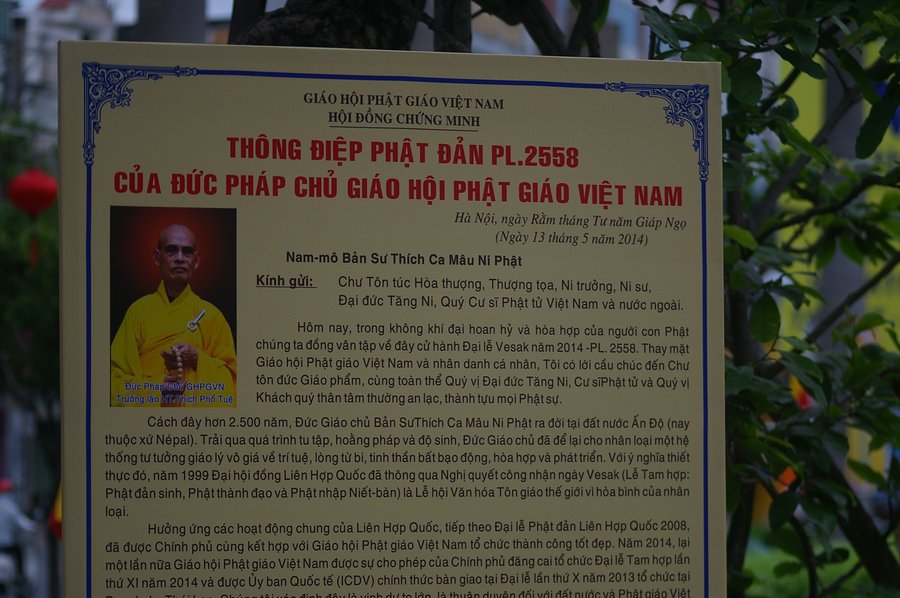 GIÁO HỘI PHẬT GIÁO VIỆT NAM
HỘI ĐỒNG CHỨNG MINH
THÔNG ĐIỆP PHẬT ĐẢN PL.2558
CỦA ĐỨC PHÁP CHỦ GIÁO HỘI PHẬT GIÁO VIỆT NAM
Hà Nội, ngày Rằm tháng Tư năm Giáp Ngọ
(Ngày 13 tháng 5 năm 2014)
Nam-mô Bản Sư Thích Ca Mâu Ni Phật
Kính gửi: Chư Tôn túc Hòa thượng, Thượng tọa, Ni trưởng, Ni sư,
Đại đức Tăng Ni, Quý Cư sĩ Phật tử Việt Nam và nước ngoài.
Hôm nay, trong không khí đại hoan hỷ và hòa hợp của người con Phật
chúng ta đồng vân tập về đây cử hành Đại lễ Vesak năm 2014 -PL. 2558. Thay mặt
Giáo hội Phật giáo Việt Nam và nhân danh cá nhân, Tôi có lời cầu chúc đến Chư
tôn đức Giáo phẩm, cùng toàn thể Quý vị Đại đức Tăng Ni, Cư sĩPhật tử và Quý vị
Khách quý thân tâm thường an lạc, thành tựu mọi Phật sự.
Đức Pháp Chủ GHPGVN
Trưởng lão HT.Thích Phổ Tuệ
Cách đây hơn 2.500 năm, Đức Giáo chủ Bản SưThích Ca Mâu Ni Phật ra đời tại đất nước Ấn Độ (nay
thuộc xứ Népal). Trải qua quá trình tu tập, hoằng pháp và độ sinh, Đức Giáo chủ đã để lại cho nhân loại một hệ
thống tư tưởng giáo lý vô giá về trí tuệ, lòng từ bi, tinh thần bất bạo động, hòa hợp và phát triển. Với ý nghĩa thiết
thực đó, năm 1999 Đại hội đồng Liên Hợp Quốc đã thông qua Nghị quyết công nhận ngày Vesak (Lễ Tam hợp:
Phật đản sinh, Phật thành đạo và Phật nhập Niết-bàn) là Lễ hội Văn hóa Tôn giáo thế giới vì hòa bình của nhân
loại.
Hưởng ứng các hoạt động chung của Liên Hợp Quốc, tiếp theo Đại lễ Phật đản Liên Hợp Quốc 2008,
đã được Chính phủ cùng kết hợp với Giáo hội Phật giáo Việt Nam tổ chức thành công tốt đẹp. Năm 2014, lại
một lần nữa Giáo hội Phật giáo Việt Nam được sự cho phép của Chính phủ đăng cai tổ chức Đại lễ Tam hợp lần
thứ XI năm 2014 và được Ủy ban Quốc tế (ICDV) chính thức bàn giao tại Đại lễ lần thứ X năm 2013 tổ chức tại